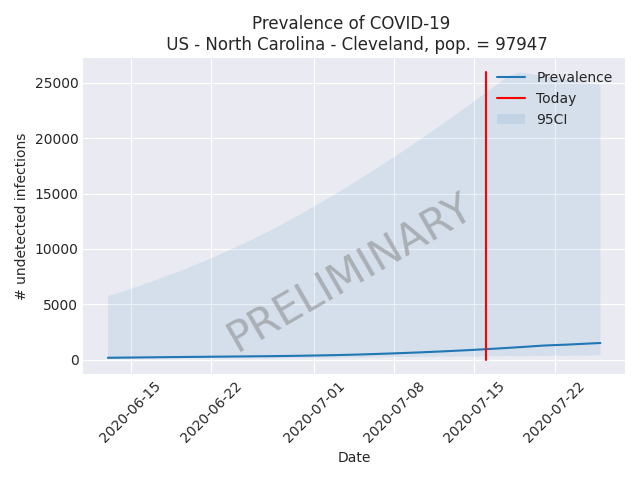 Prevalence of COVID-19
US - North Carolina - Cleveland, pop. = 97947
# undetected infections
25000
20000
15000
10000
5000
0
Prevalence
Today
95CI
PRELIMINARY
2020-06-15
2020-06-22
2020-07-01
2020-07-08
2020-07-15
2020-07-22
Date